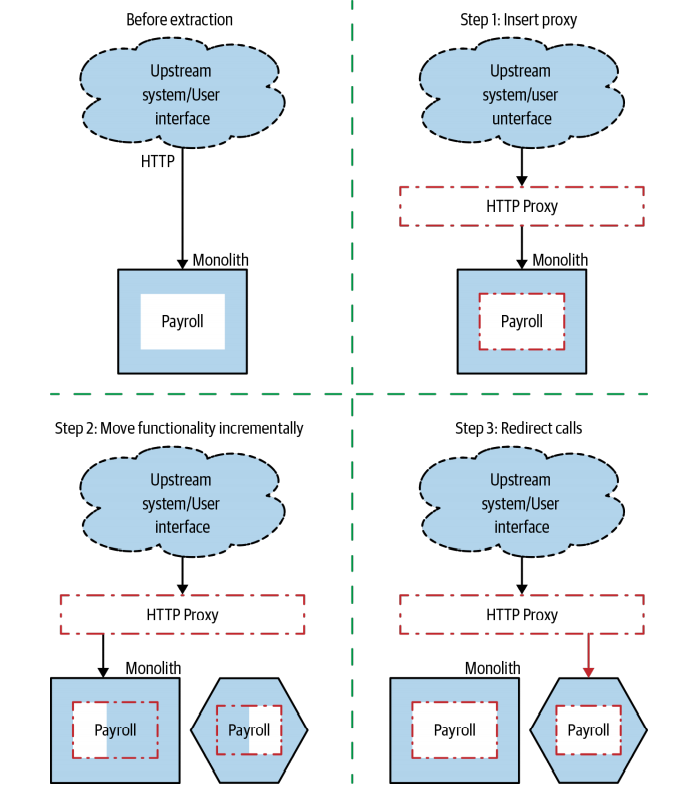 Before extraction
Upstream
system/User
interface
HTTP
Monolith
Payroll
Step 1: Insert proxy
Upstream
system/user
unterface
HTTP Proxy
Monolith
Payroll
Step 2: Move functionality incrementally
Upstream
system/User
interface
HTTP Proxy
Monolith
Payroll
Payroll
Step 3: Redirect calls
Upstream
system/User
interface
HTTP Proxy
Monolith
Payroll
Payroll